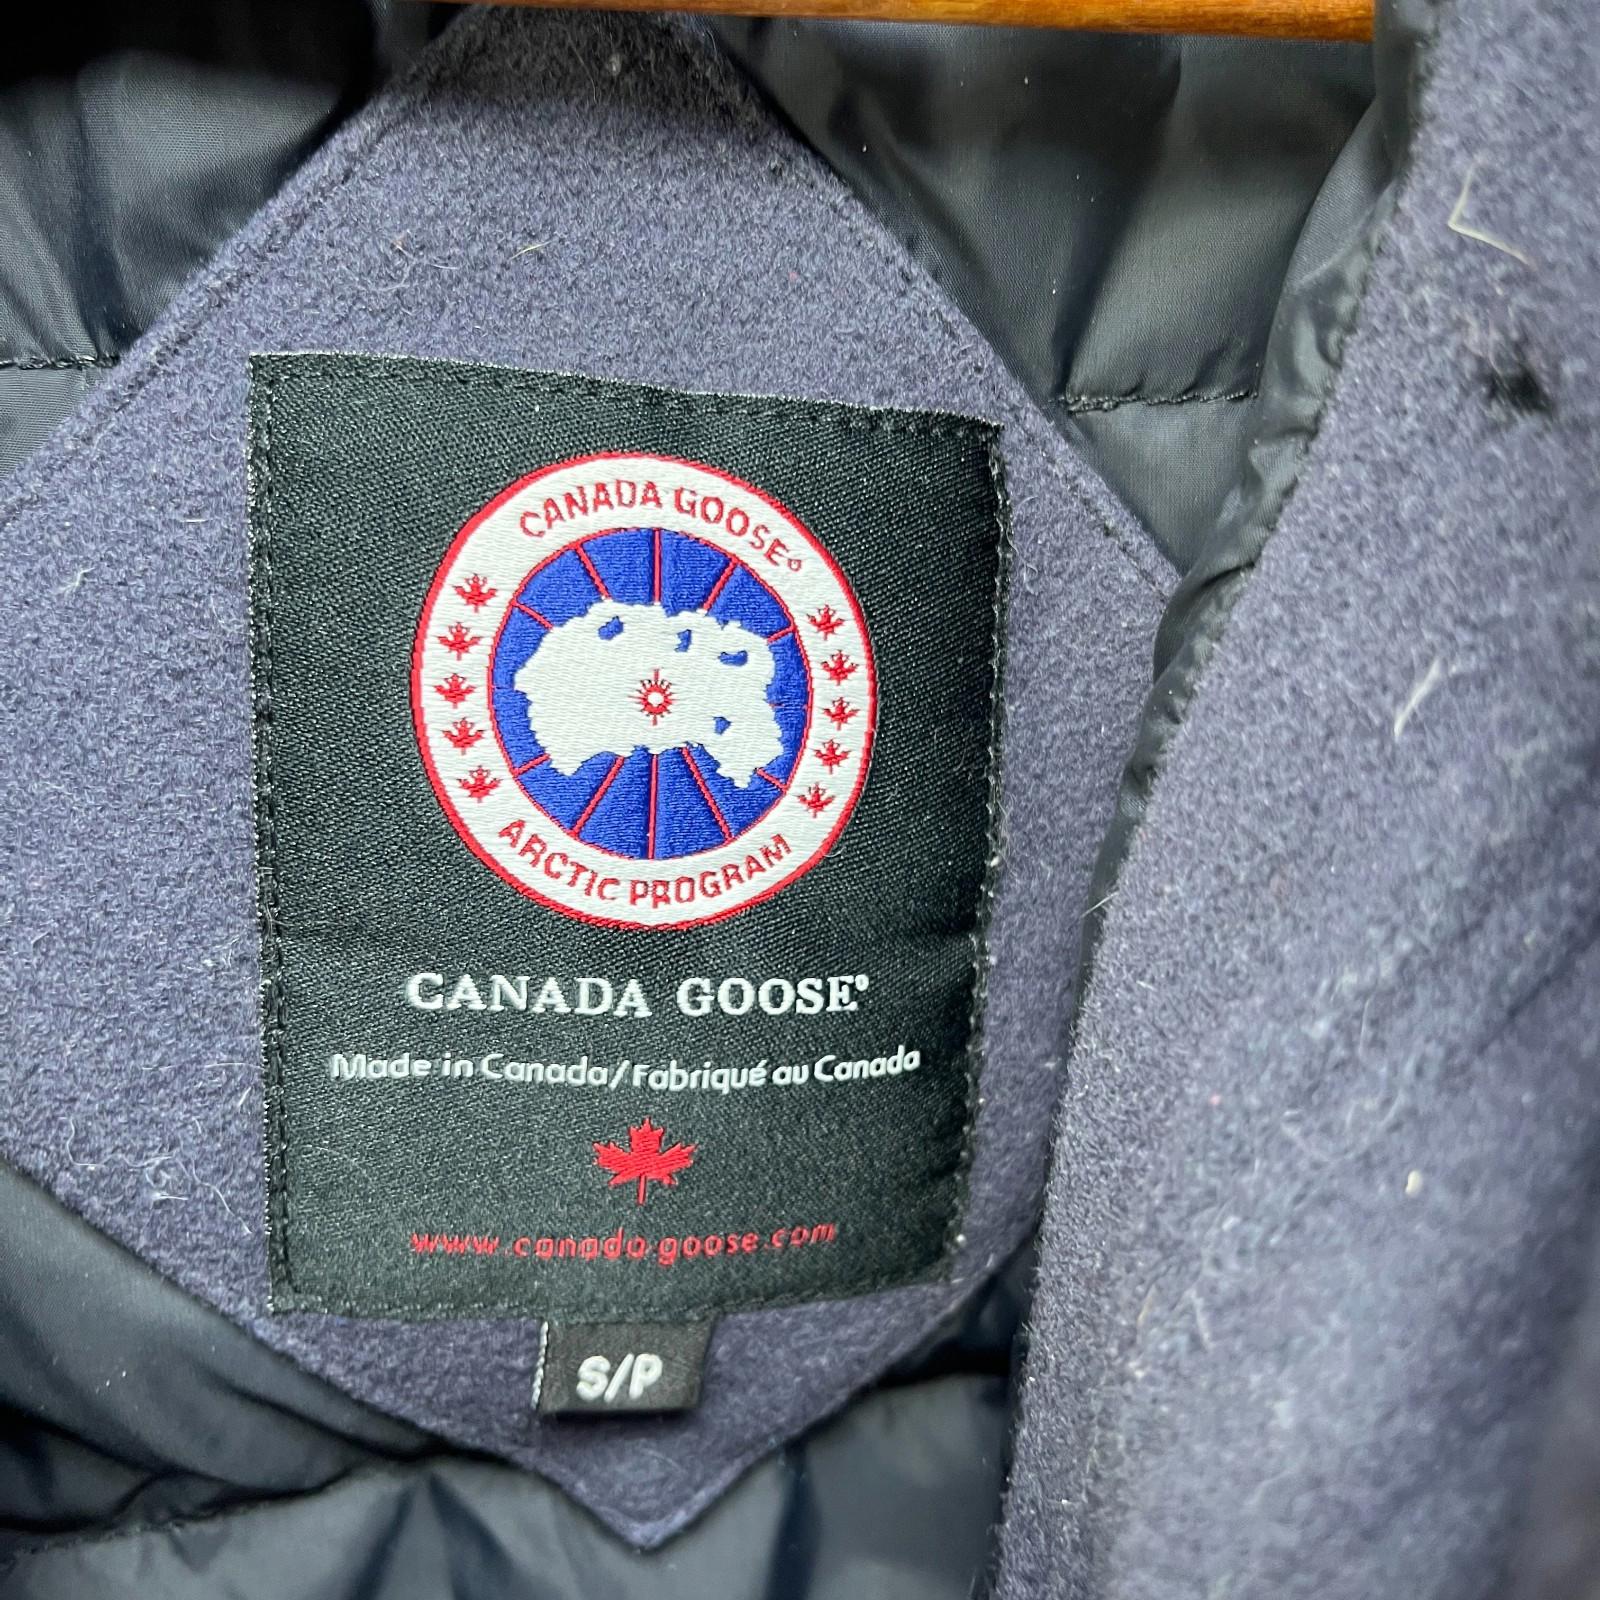 CANADA GOOSE®
ARCTIC PROGRAM
CANADA GOOSE®
Made in Canada/Fabriqué au Canada
www.canada-goose.com
S/P